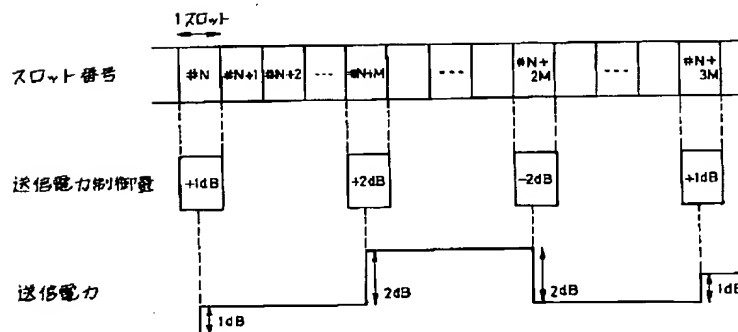 1スロット
スロット番号
#N
#N+1
#N+2
---
#N+M
---
#N+
2M
---
#N+
3M
送信電力制御量
+1dB
+2dB
-2dB
+1dB
送信電力
1dB
2dB
2dB
1dB